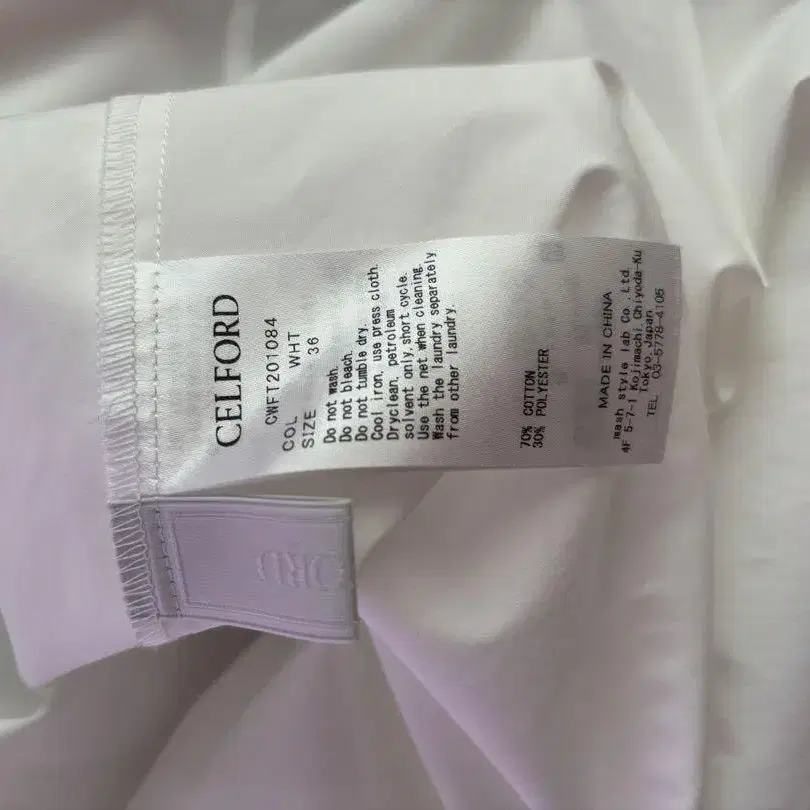 CELFORD
CWFT201084
COL WHT
SIZE 36
Do not wash.
Do not bleach.
Do not tumble dry.
Cool iron, use press cloth.
Dryclean, petroleum
solvent only,short cycle.
Use the net when cleaning.
Wash the laundry separately
from other laundry.
70% COTTON
30% POLYESTER
MADE IN CHINA
mash style lab Co.,Ltd.
4F 5-7-1 Kojimachi,Chiyoda-Ku
Tokyo,Japan
TEL 03-5778-4105